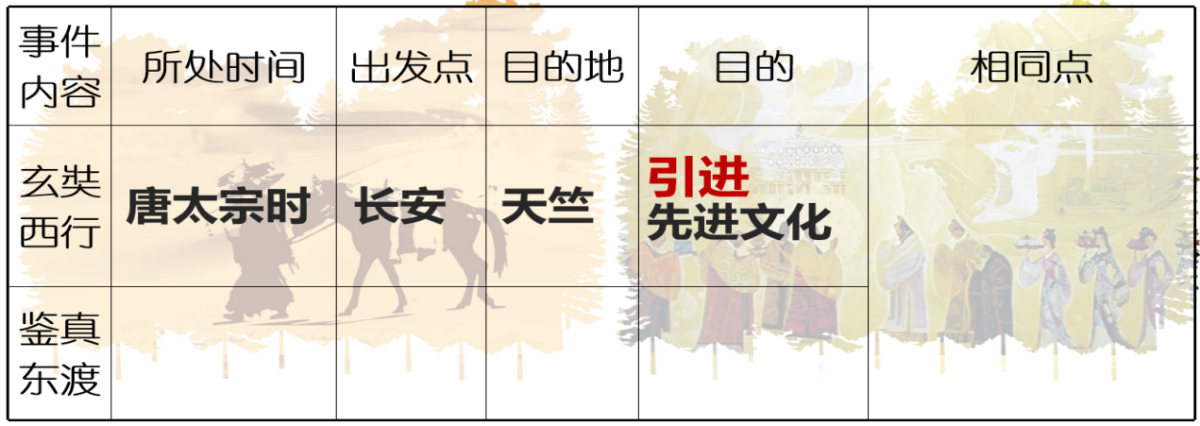 事件
内容
所处时间
出发点
目的地
目的
相同点
玄奘
西行
唐太宗时
长安
天竺
引进
先进文化
鉴真
东渡